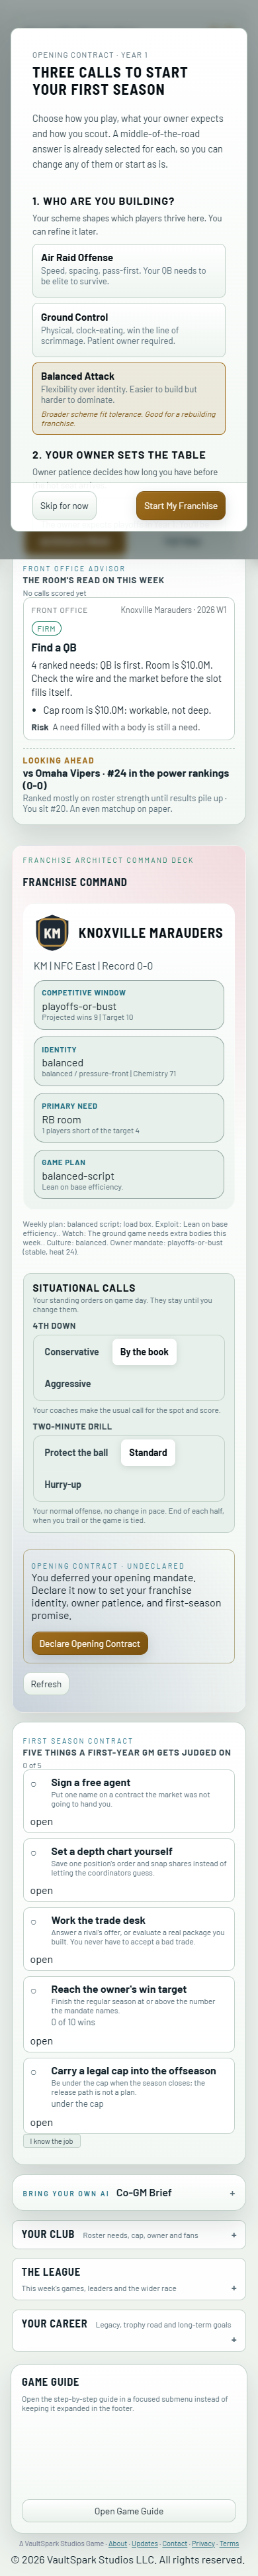 OPENING CONTRACT · YEAR 1
THREE CALLS TO START
YOUR FIRST SEASON
Choose how you play, what your owner expects
and how you scout. A middle-of-the-road
answer is already selected for each, so you can
change any of them or start as is.
1. WHO ARE YOU BUILDING?
Your scheme shapes which players thrive here. You
can refine it later.
Air Raid Offense
Speed, spacing, pass-first. Your QB needs to
be elite to survive.
Ground Control
Physical, clock-eating, win the line of
scrimmage. Patient owner required.
Balanced Attack
Flexibility over identity. Easier to build but
harder to dominate.
Broader scheme fit tolerance. Good for a rebuilding
franchise.
2. YOUR OWNER SETS THE TABLE
Owner patience decides how long you have before
Skip for now
Start My Franchise
FRONT OFFICE ADVISOR
THE ROOM'S READ ON THIS WEEK
No calls scored yet
FRONT OFFICE
Knoxville Marauders · 2026 W1
FIRM
Find a QB
4 ranked needs; QB is first. Room is $10.0M.
Check the wire and the market before the slot
fills itself.
• Cap room is $10.0M: workable, not deep.
Risk A need filled with a body is still a need.
LOOKING AHEAD
vs Omaha Vipers · #24 in the power rankings
(0-0)
Ranked mostly on roster strength until results pile up ·
You sit #20. An even matchup on paper.
FRANCHISE ARCHITECT COMMAND DECK
FRANCHISE COMMAND
KM
KNOXVILLE MARAUDERS
KM | NFC East | Record 0-0
COMPETITIVE WINDOW
playoffs-or-bust
Projected wins 9 | Target 10
IDENTITY
balanced
balanced / pressure-front | Chemistry 71
PRIMARY NEED
RB room
1 players short of the target 4
GAME PLAN
balanced-script
Lean on base efficiency.
Weekly plan: balanced script; load box. Exploit: Lean on base
efficiency.. Watch: The ground game needs extra bodies this
week.. Culture: balanced. Owner mandate: playoffs-or-bust
(stable, heat 24).
SITUATIONAL CALLS
Your standing orders on game day. They stay until you
change them.
4TH DOWN
Conservative
By the book
Aggressive
Your coaches make the usual call for the spot and score.
TWO-MINUTE DRILL
Protect the ball
Standard
Hurry-up
Your normal offense, no change in pace. End of each half,
when you trail or the game is tied.
OPENING CONTRACT · UNDECLARED
You deferred your opening mandate.
Declare it now to set your franchise
identity, owner patience, and first-season
promise.
Declare Opening Contract
Refresh
FIRST SEASON CONTRACT
FIVE THINGS A FIRST-YEAR GM GETS JUDGED ON
0 of 5
Sign a free agent
Put one name on a contract the market was not
going to hand you.
open
Set a depth chart yourself
Save one position's order and snap shares instead of
letting the coordinators guess.
open
Work the trade desk
Answer a rival's offer, or evaluate a real package you
built. You never have to accept a bad trade.
open
Reach the owner's win target
Finish the regular season at or above the number
the mandate names.
0 of 10 wins
open
Carry a legal cap into the offseason
Be under the cap when the season closes; the
release path is not a plan.
under the cap
open
I know the job
BRING YOUR OWN AI Co-GM Brief +
YOUR CLUB Roster needs, cap, owner and fans +
THE LEAGUE
This week's games, leaders and the wider race +
YOUR CAREER Legacy, trophy road and long-term goals
+
GAME GUIDE
Open the step-by-step guide in a focused submenu instead of
keeping it expanded in the footer.
Open Game Guide
A VaultSpark Studios Game · About · Updates · Contact · Privacy · Terms
© 2026 VaultSpark Studios LLC. All rights reserved.